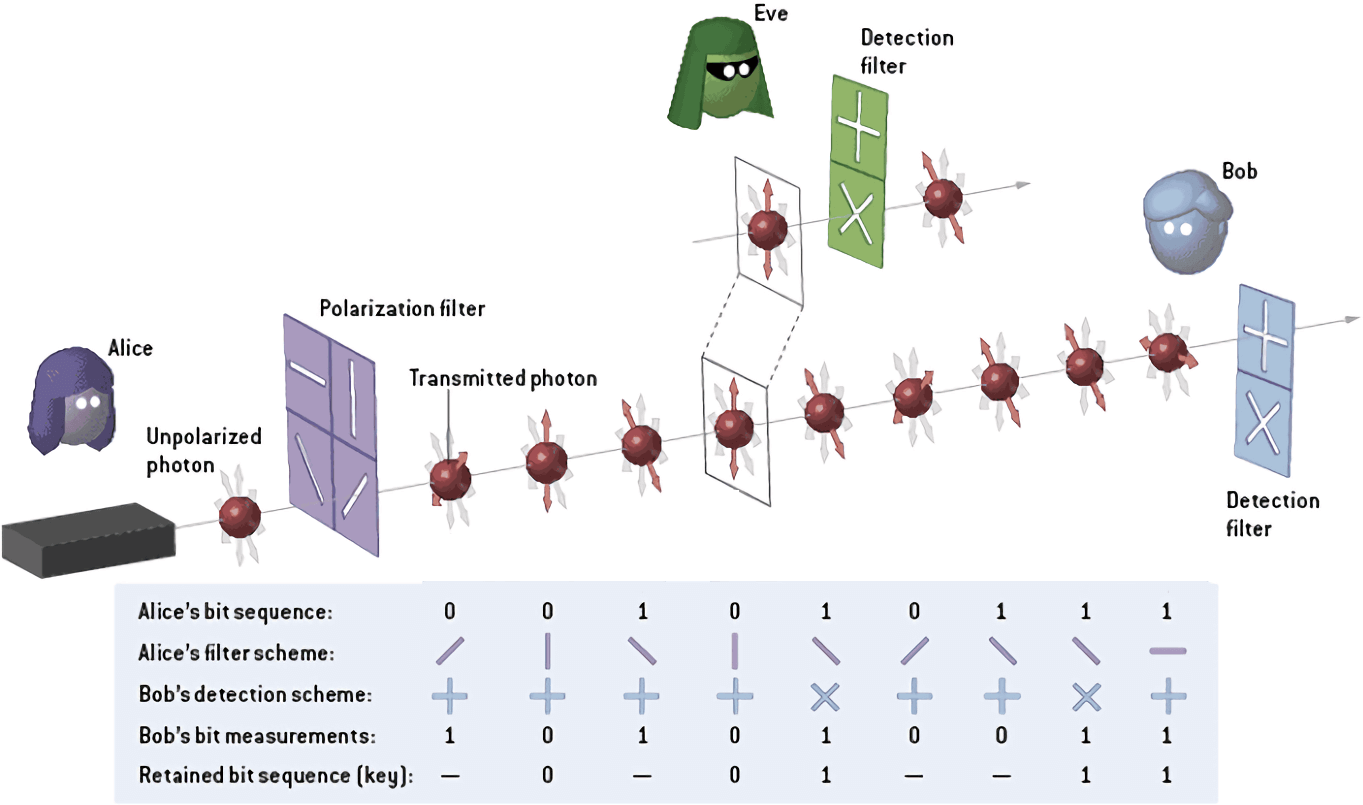 Eve
Detection
filter
Bob
Polarization filter
Alice
Transmitted photon
Unpolarized
photon
Detection
filter
Alice's bit sequence: 0 0 1 0 1 0 1 1 1
Alice's filter scheme:
Bob's detection scheme:
Bob's bit measurements: 1 0 1 0 1 0 0 1 1
Retained bit sequence (key): — 0 — 0 1 — — 1 1